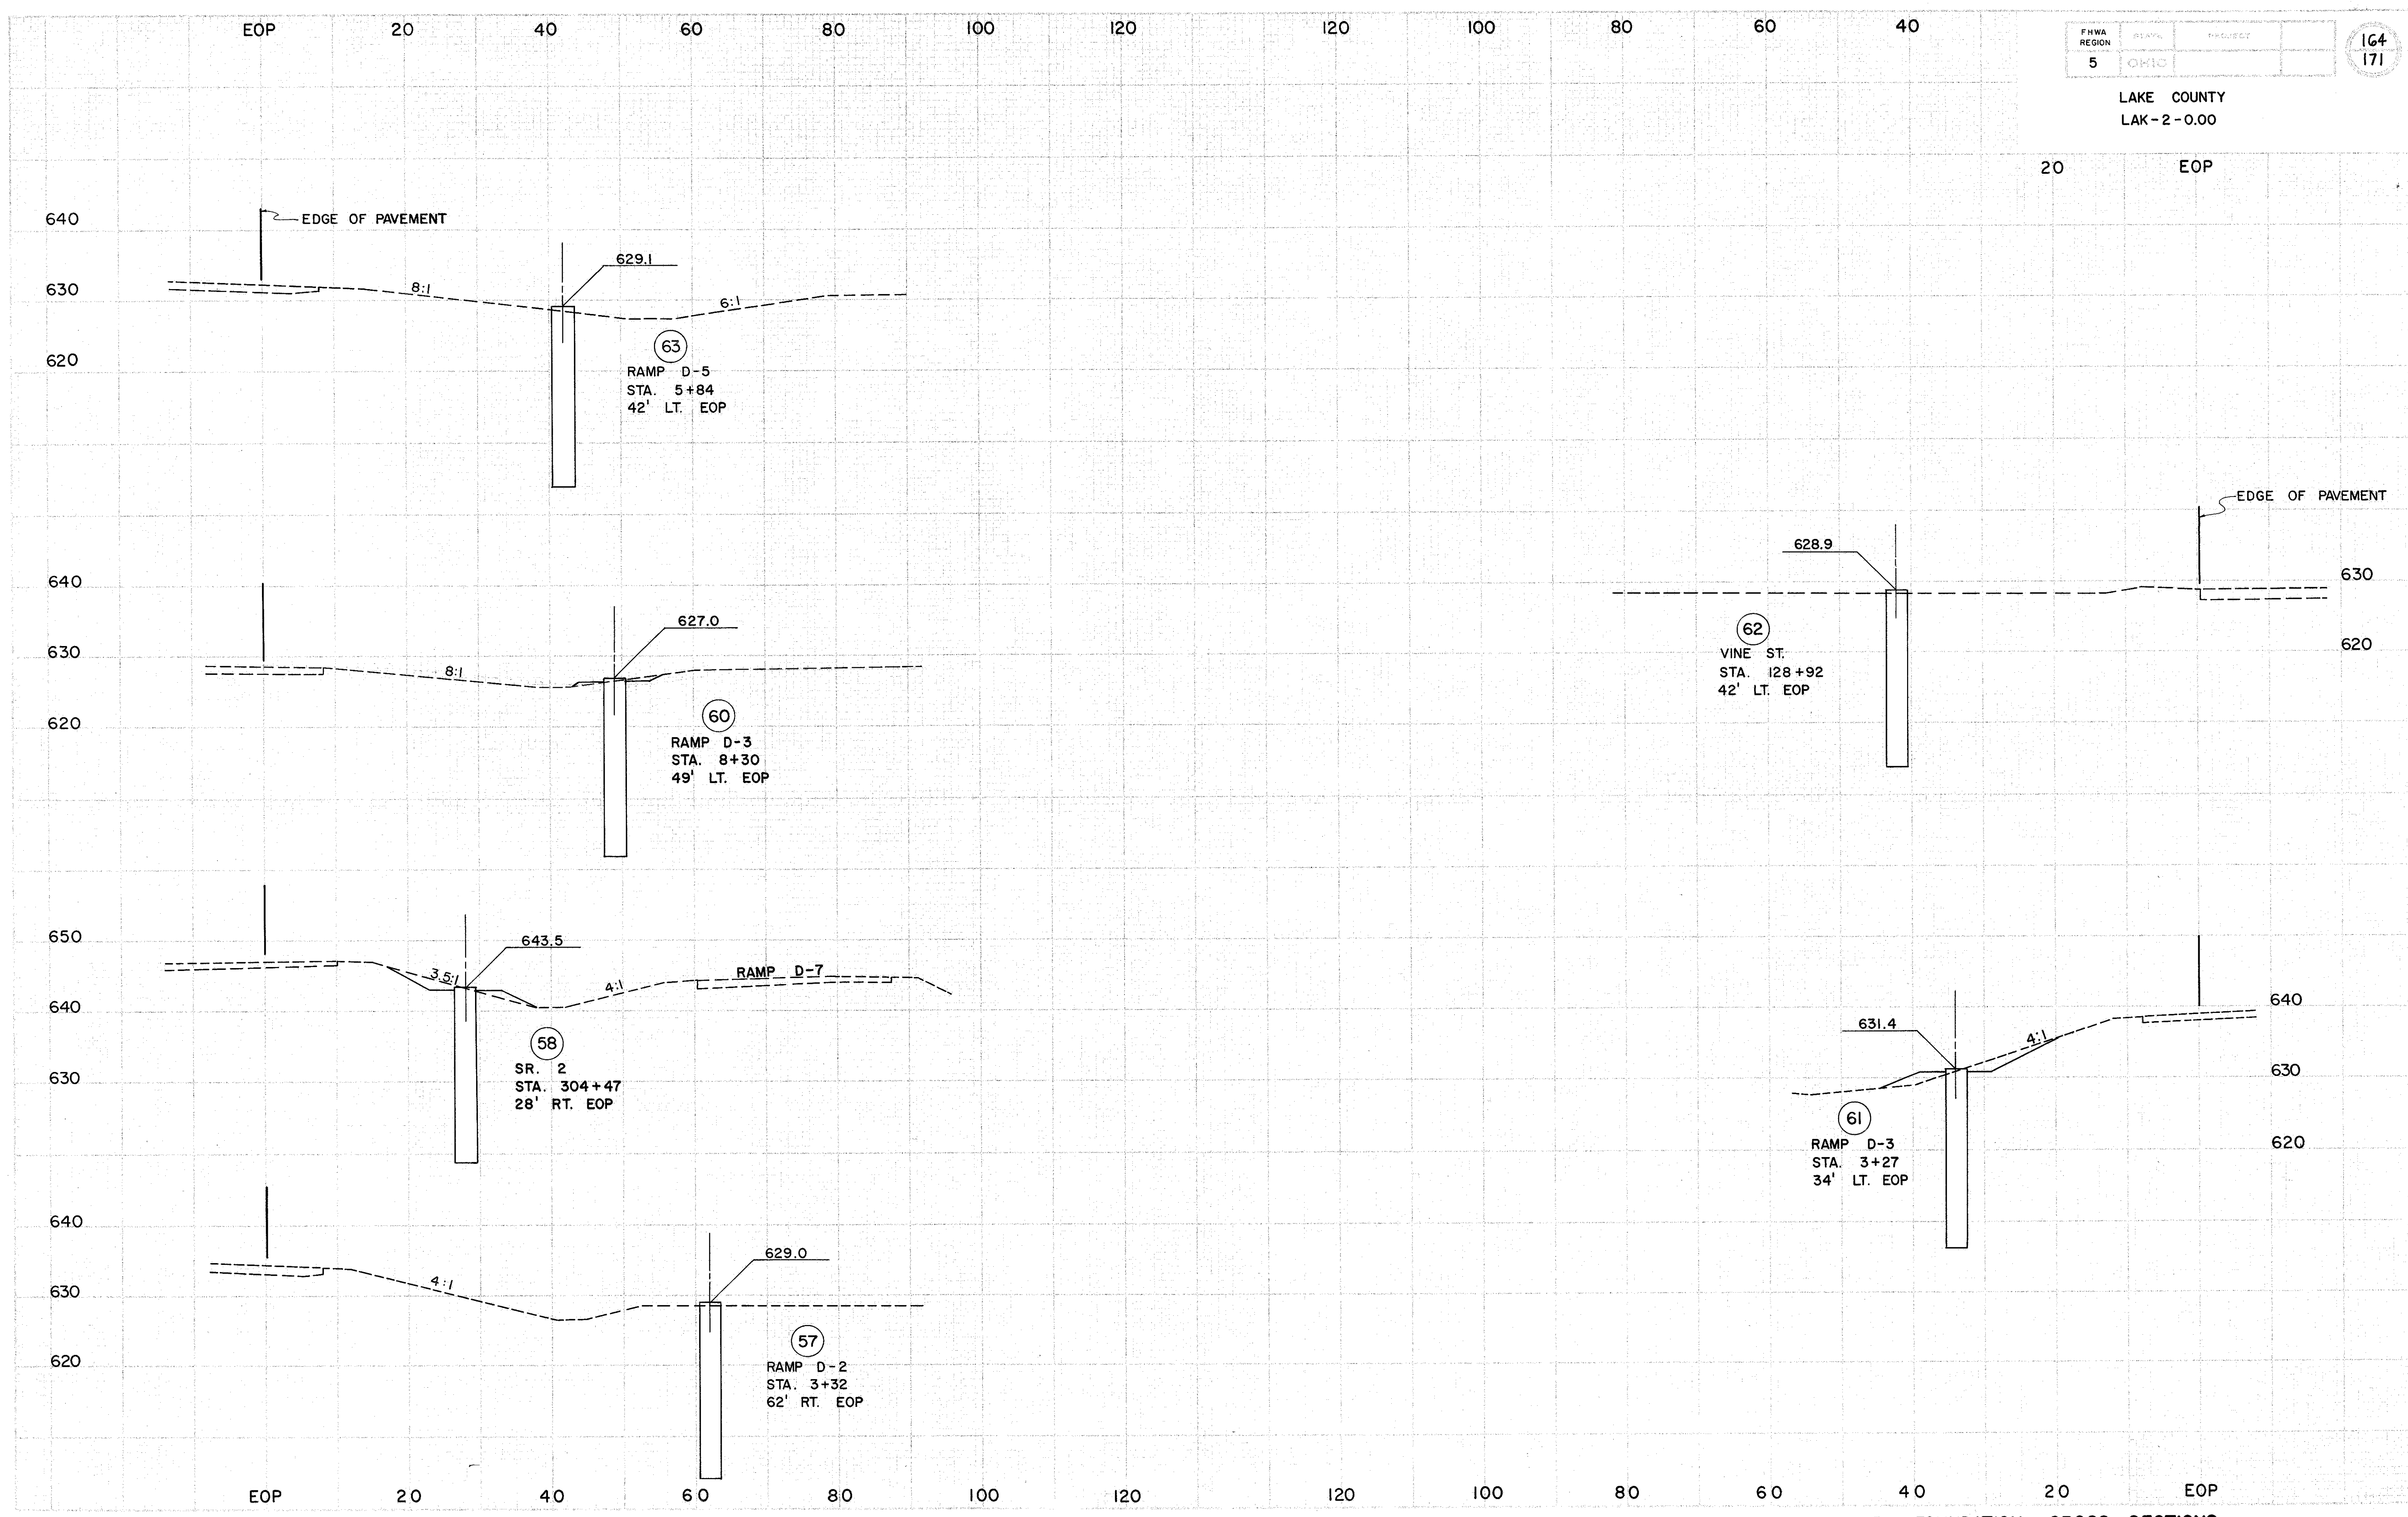 EOP 20 40 60 80 100 120 120 100 80 60 40
FHWA REGION STATE PROJECT
5 OHIO
164
171
LAKE COUNTY
LAK-2-0.00
20 EOP
640
EDGE OF PAVEMENT
629.1
630
8:1
6:1
620
63
RAMP D-5
STA. 5+84
42' LT. EOP
EDGE OF PAVEMENT
640
628.9
630
627.0
630
8:1
62
VINE ST.
STA. 128+92
42' LT. EOP
620
620
60
RAMP D-3
STA. 8+30
49' LT. EOP
650
643.5
3.5:1
4:1
RAMP D-7
640
58
SR. 2
STA. 304+47
28' RT. EOP
630
640
631.4
4:1
630
61
RAMP D-3
STA. 3+27
34' LT. EOP
620
640
629.0
4:1
630
57
RAMP D-2
STA. 3+32
62' RT. EOP
620
EOP 20 40 60 80 100 120 120 100 80 60 40 20 EOP
CROSS SECTIONS